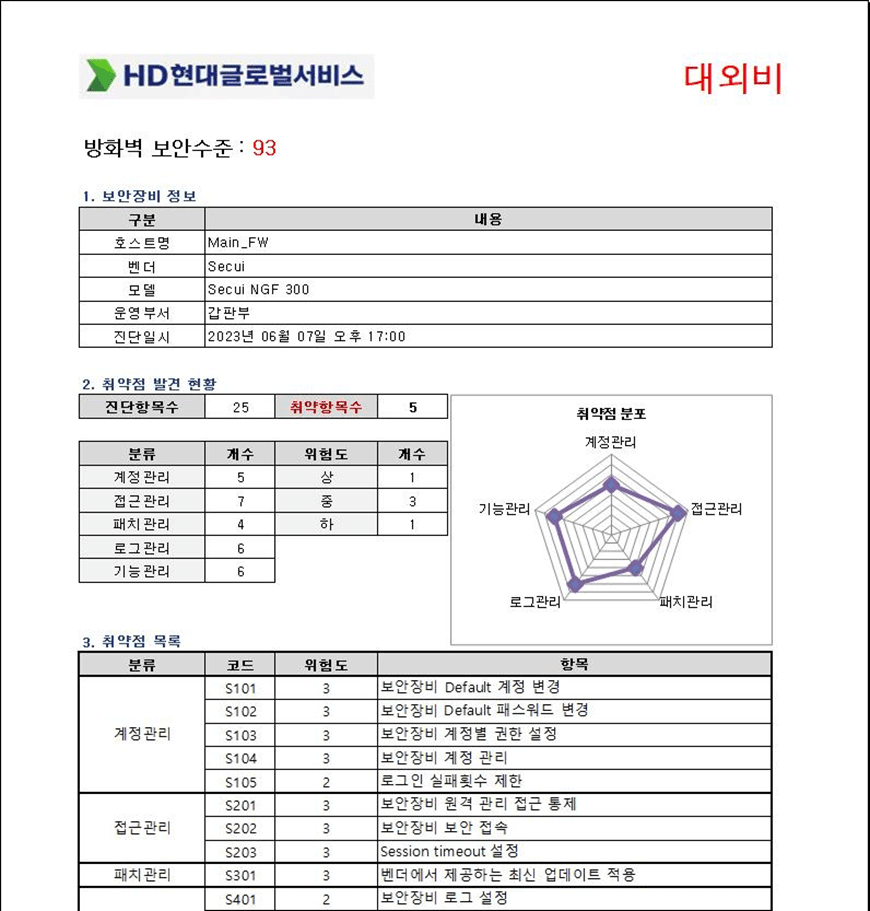 HD현대글로벌서비스
대외비
방화벽 보안수준 : 93
1. 보안장비 정보
구분 내용
호스트명 Main_FW
벤더 Secui
모델 Secui NGF 300
운영부서 갑판부
진단일시 2023년 06월 07일 오후 17:00
2. 취약점 발견 현황
진단항목수 25 취약항목수 5
분류 개수 위험도 개수
계정관리 5 상 1
접근관리 7 중 3
패치관리 4 하 1
로그관리 6
기능관리 6
취약점 분포
계정관리
기능관리 접근관리
로그관리 패치관리
3. 취약점 목록
분류 코드 위험도 항목
계정관리
S101 3 보안장비 Default 계정 변경
S102 3 보안장비 Default 패스워드 변경
S103 3 보안장비 계정별 권한 설정
S104 3 보안장비 계정 관리
S105 2 로그인 실패횟수 제한
접근관리
S201 3 보안장비 원격 관리 접근 통제
S202 3 보안장비 보안 접속
S203 3 Session timeout 설정
패치관리 S301 3 벤더에서 제공하는 최신 업데이트 적용
S401 2 보안장비 로그 설정